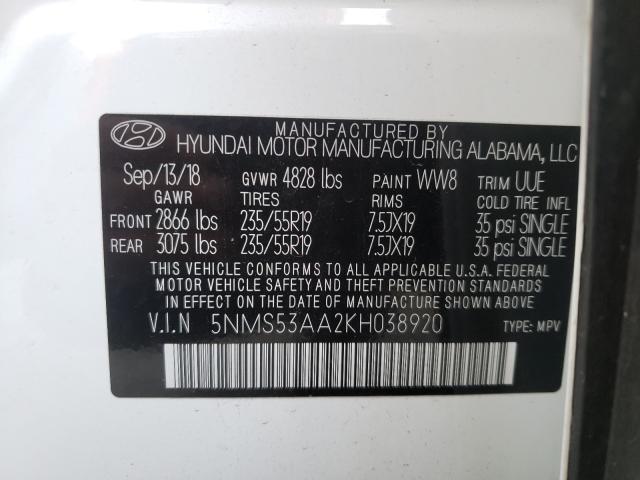 MANUFACTURED BY
HYUNDAI MOTOR MANUFACTURING ALABAMA, LLC
Sep/13/18 GVWR 4828 lbs PAINT WW8 TRIM UUE
GAWR TIRES RIMS COLD TIRE INFL
FRONT 2866 lbs 235/55R19 7.5JX19 35 psi SINGLE
REAR 3075 lbs 235/55R19 7.5JX19 35 psi SINGLE
THIS VEHICLE CONFORMS TO ALL APPLICABLE U.S.A. FEDERAL
MOTOR VEHICLE SAFETY AND THEFT PREVENTION STANDARDS
IN EFFECT ON THE DATE OF MANUFACTURE SHOWN ABOVE.
V.I.N 5NMS53AA2KH038920 TYPE: MPV